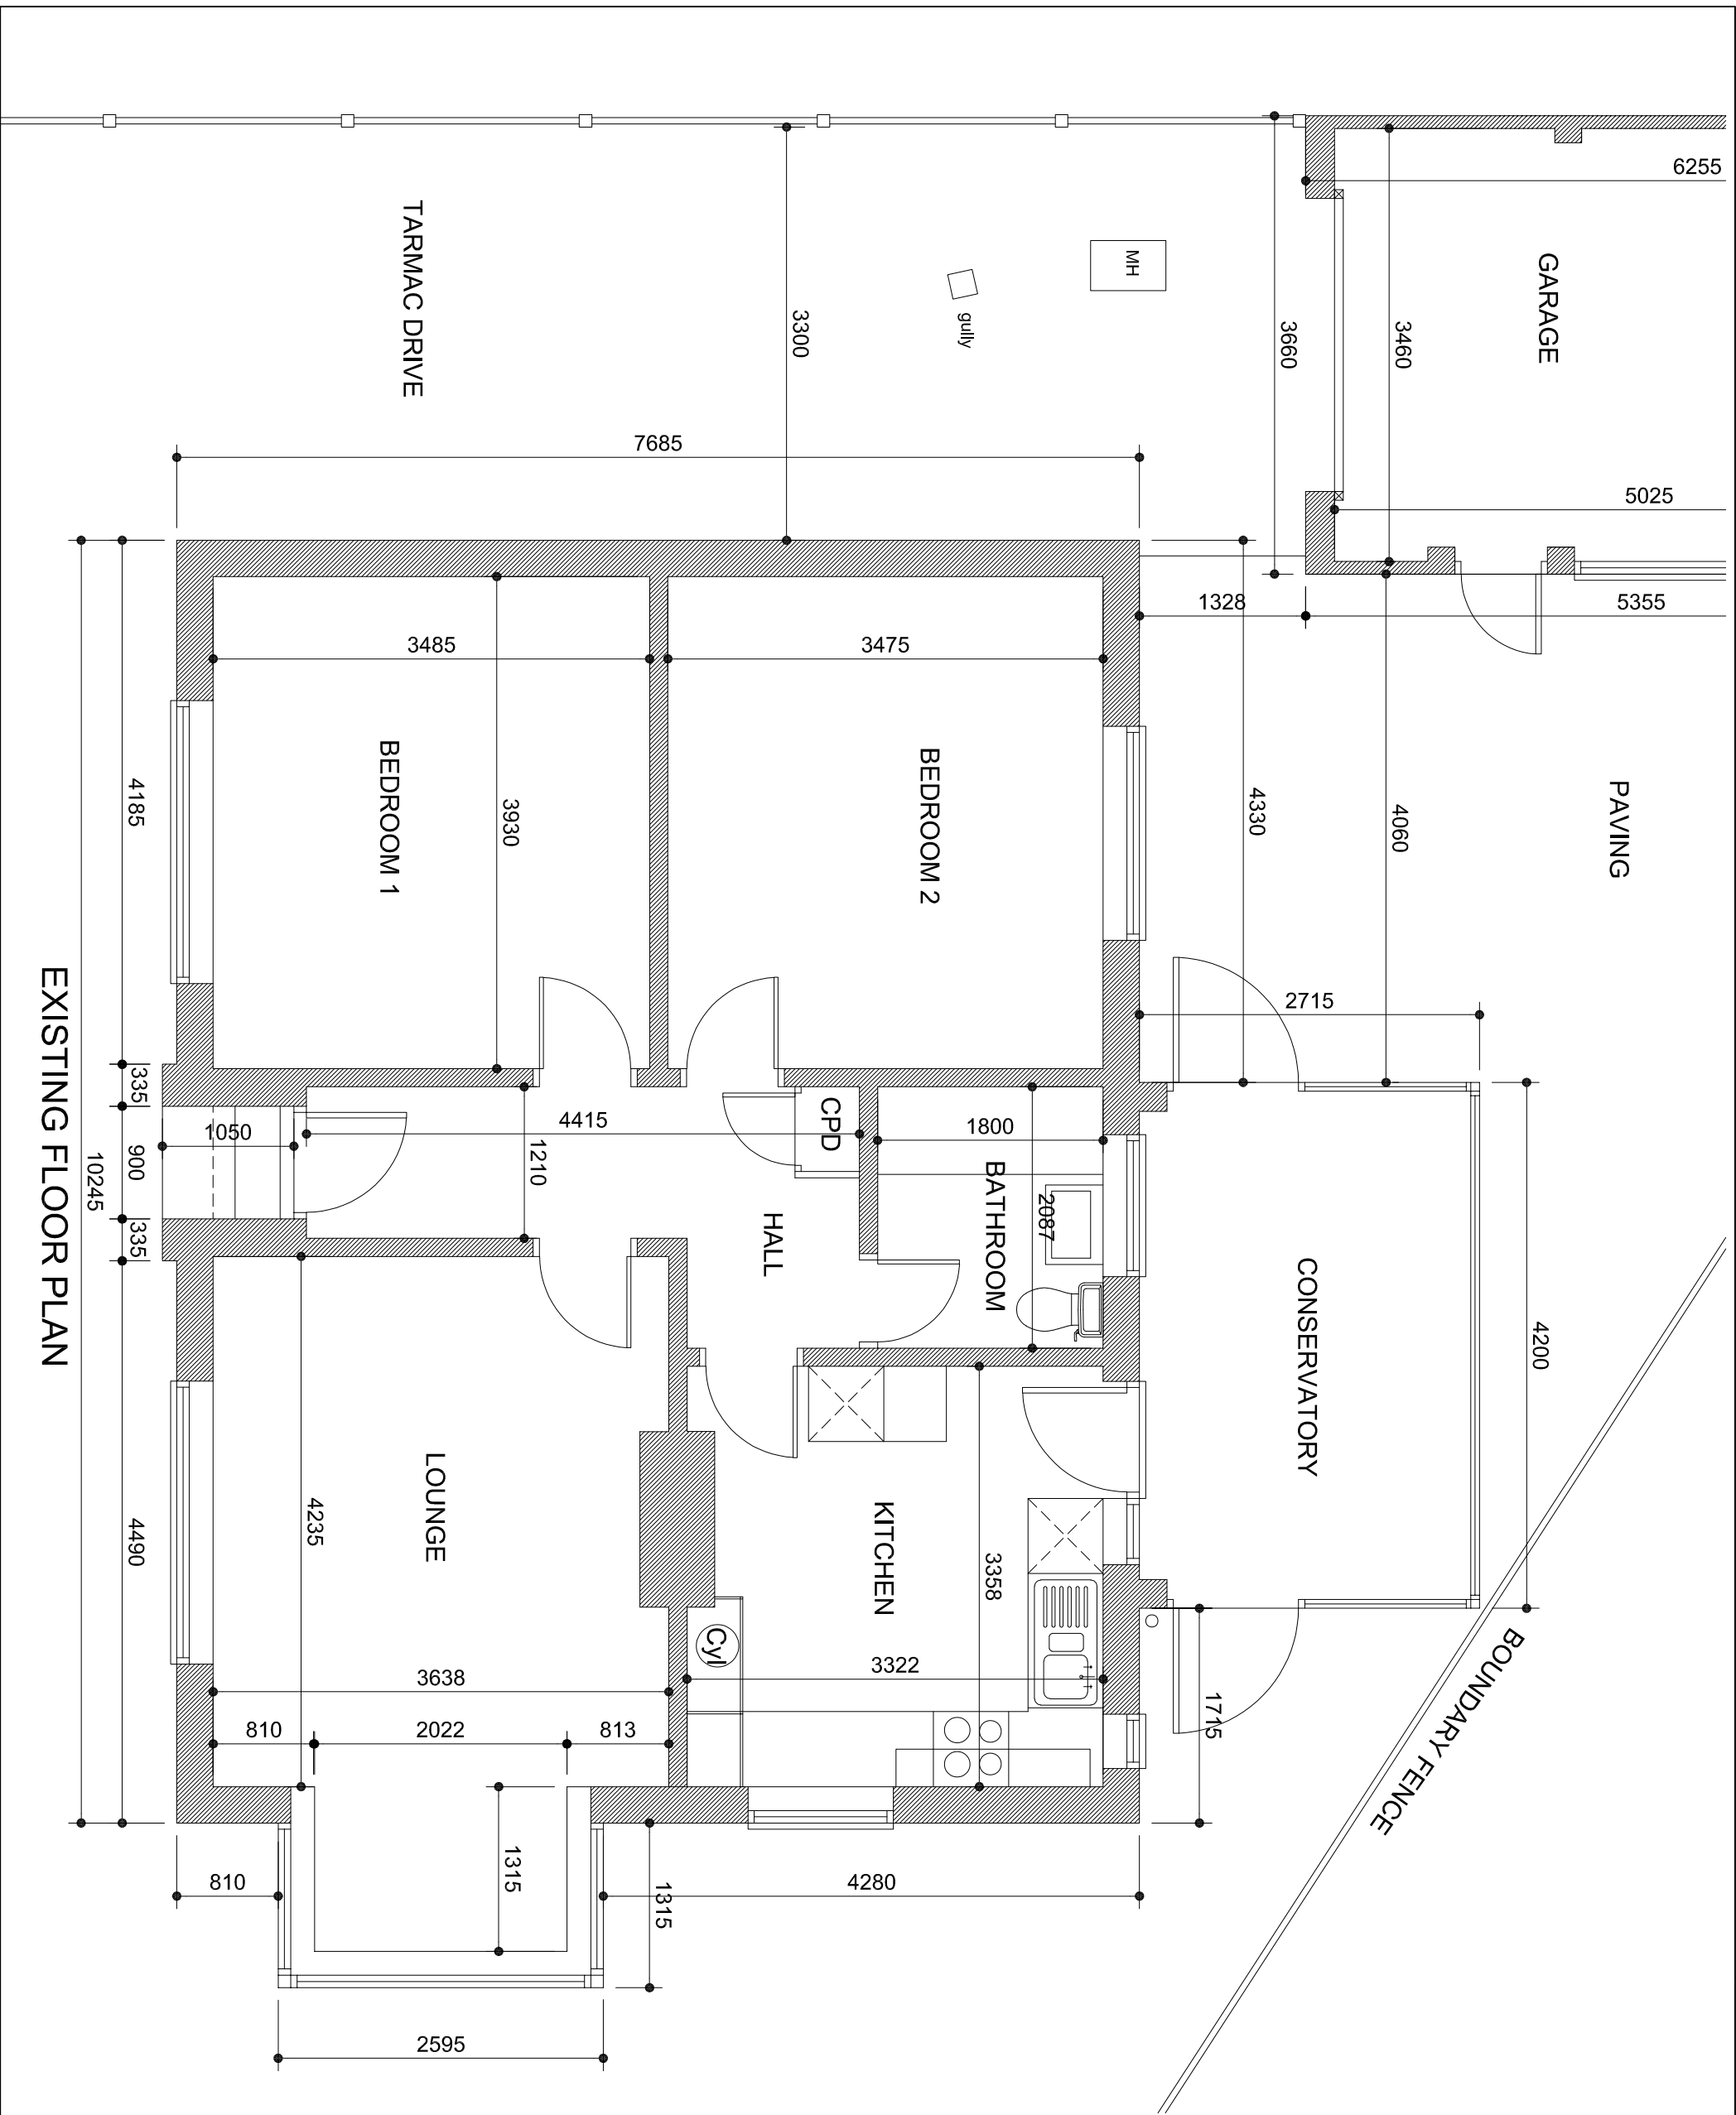 6255
GARAGE
TARMAC DRIVE
MH
gully
3300
3660
3460
7685
5025
1328
5355
3485
3475
BEDROOM 1
3930
BEDROOM 2
4185
4330
4060
PAVING
2715
335
4415
CPD
1800
1050
900
1210
10245
BATHROOM
2087
335
HALL
EXISTING FLOOR PLAN
CONSERVATORY
4200
LOUNGE
4235
4490
KITCHEN
3358
Cyl
3322
3638
BOUNDARY FENCE
1715
810
2022
813
1315
810
4280
1315
2595